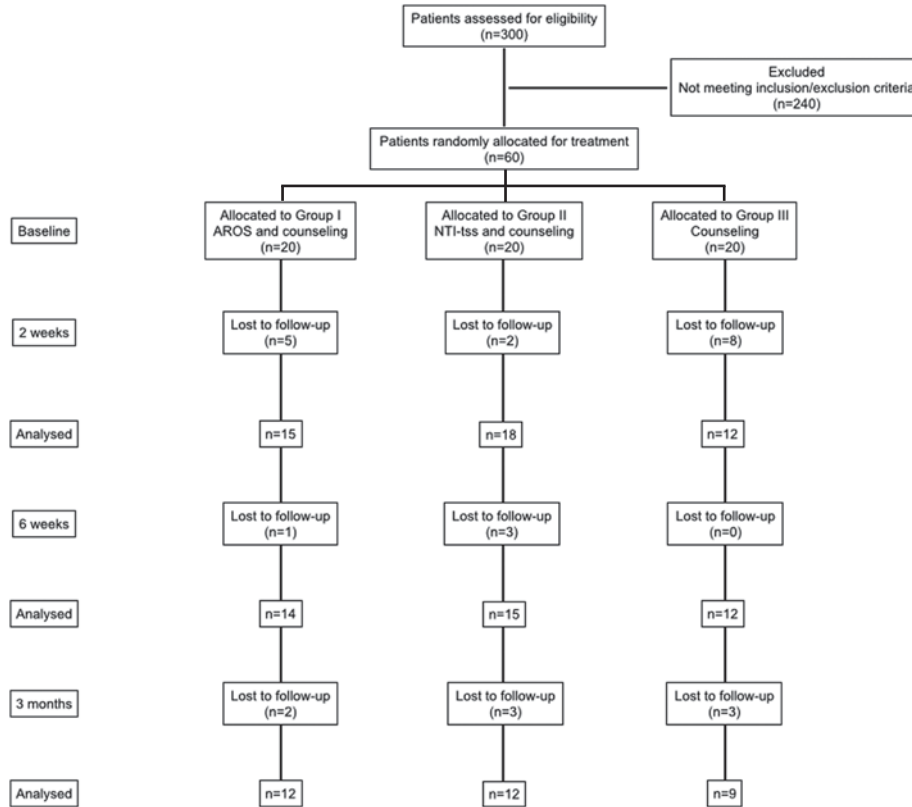 Patients assessed for eligibility
(n=300)
Excluded
Not meeting inclusion/exclusion criteria
(n=240)
Patients randomly allocated for treatment
(n=60)
Baseline
Allocated to Group I
AROS and counseling
(n=20)
Allocated to Group II
NTI-tss and counseling
(n=20)
Allocated to Group III
Counseling
(n=20)
2 weeks
Lost to follow-up
(n=5)
Lost to follow-up
(n=2)
Lost to follow-up
(n=8)
Analysed
n=15
n=18
n=12
6 weeks
Lost to follow-up
(n=1)
Lost to follow-up
(n=3)
Lost to follow-up
(n=0)
Analysed
n=14
n=15
n=12
3 months
Lost to follow-up
(n=2)
Lost to follow-up
(n=3)
Lost to follow-up
(n=3)
Analysed
n=12
n=12
n=9